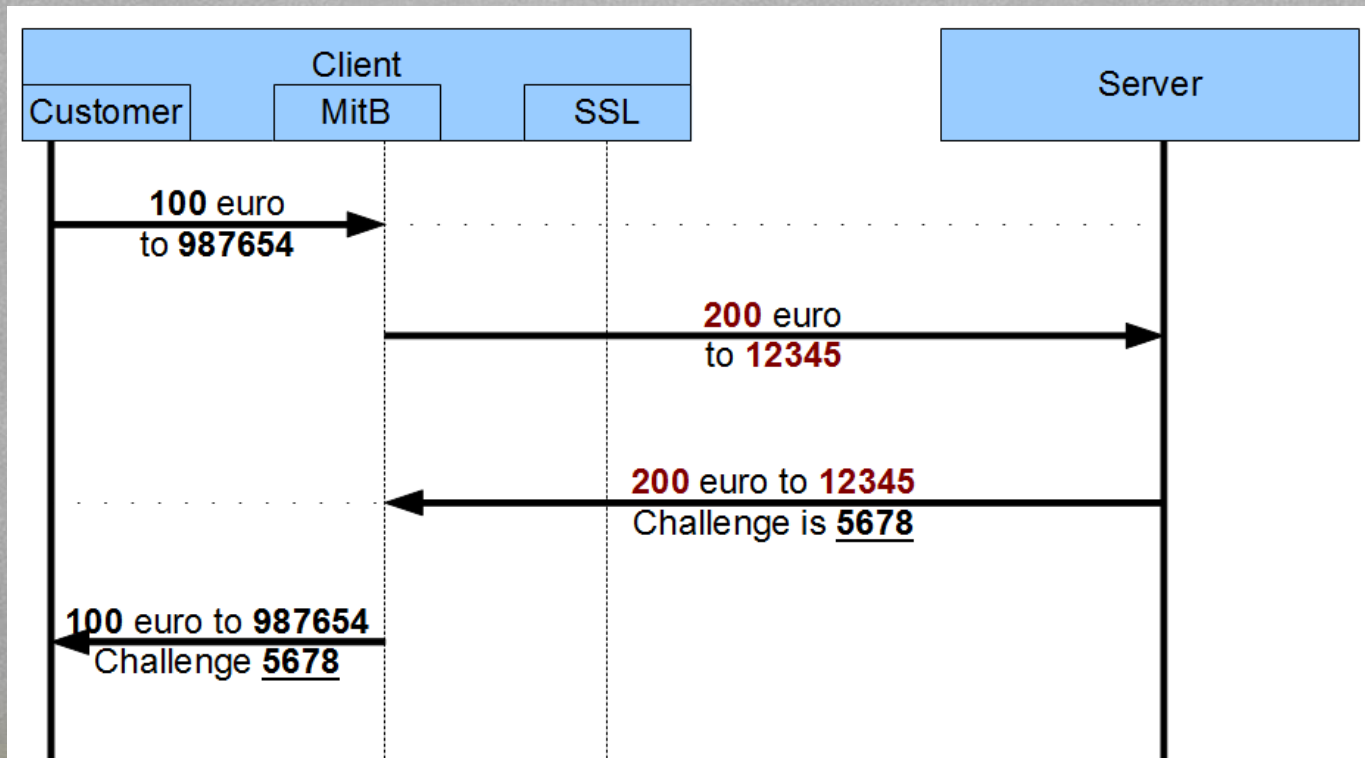 Client
Customer
MitB
SSL
Server
100 euro
to 987654
200 euro
to 12345
200 euro to 12345
Challenge is 5678
100 euro to 987654
Challenge 5678